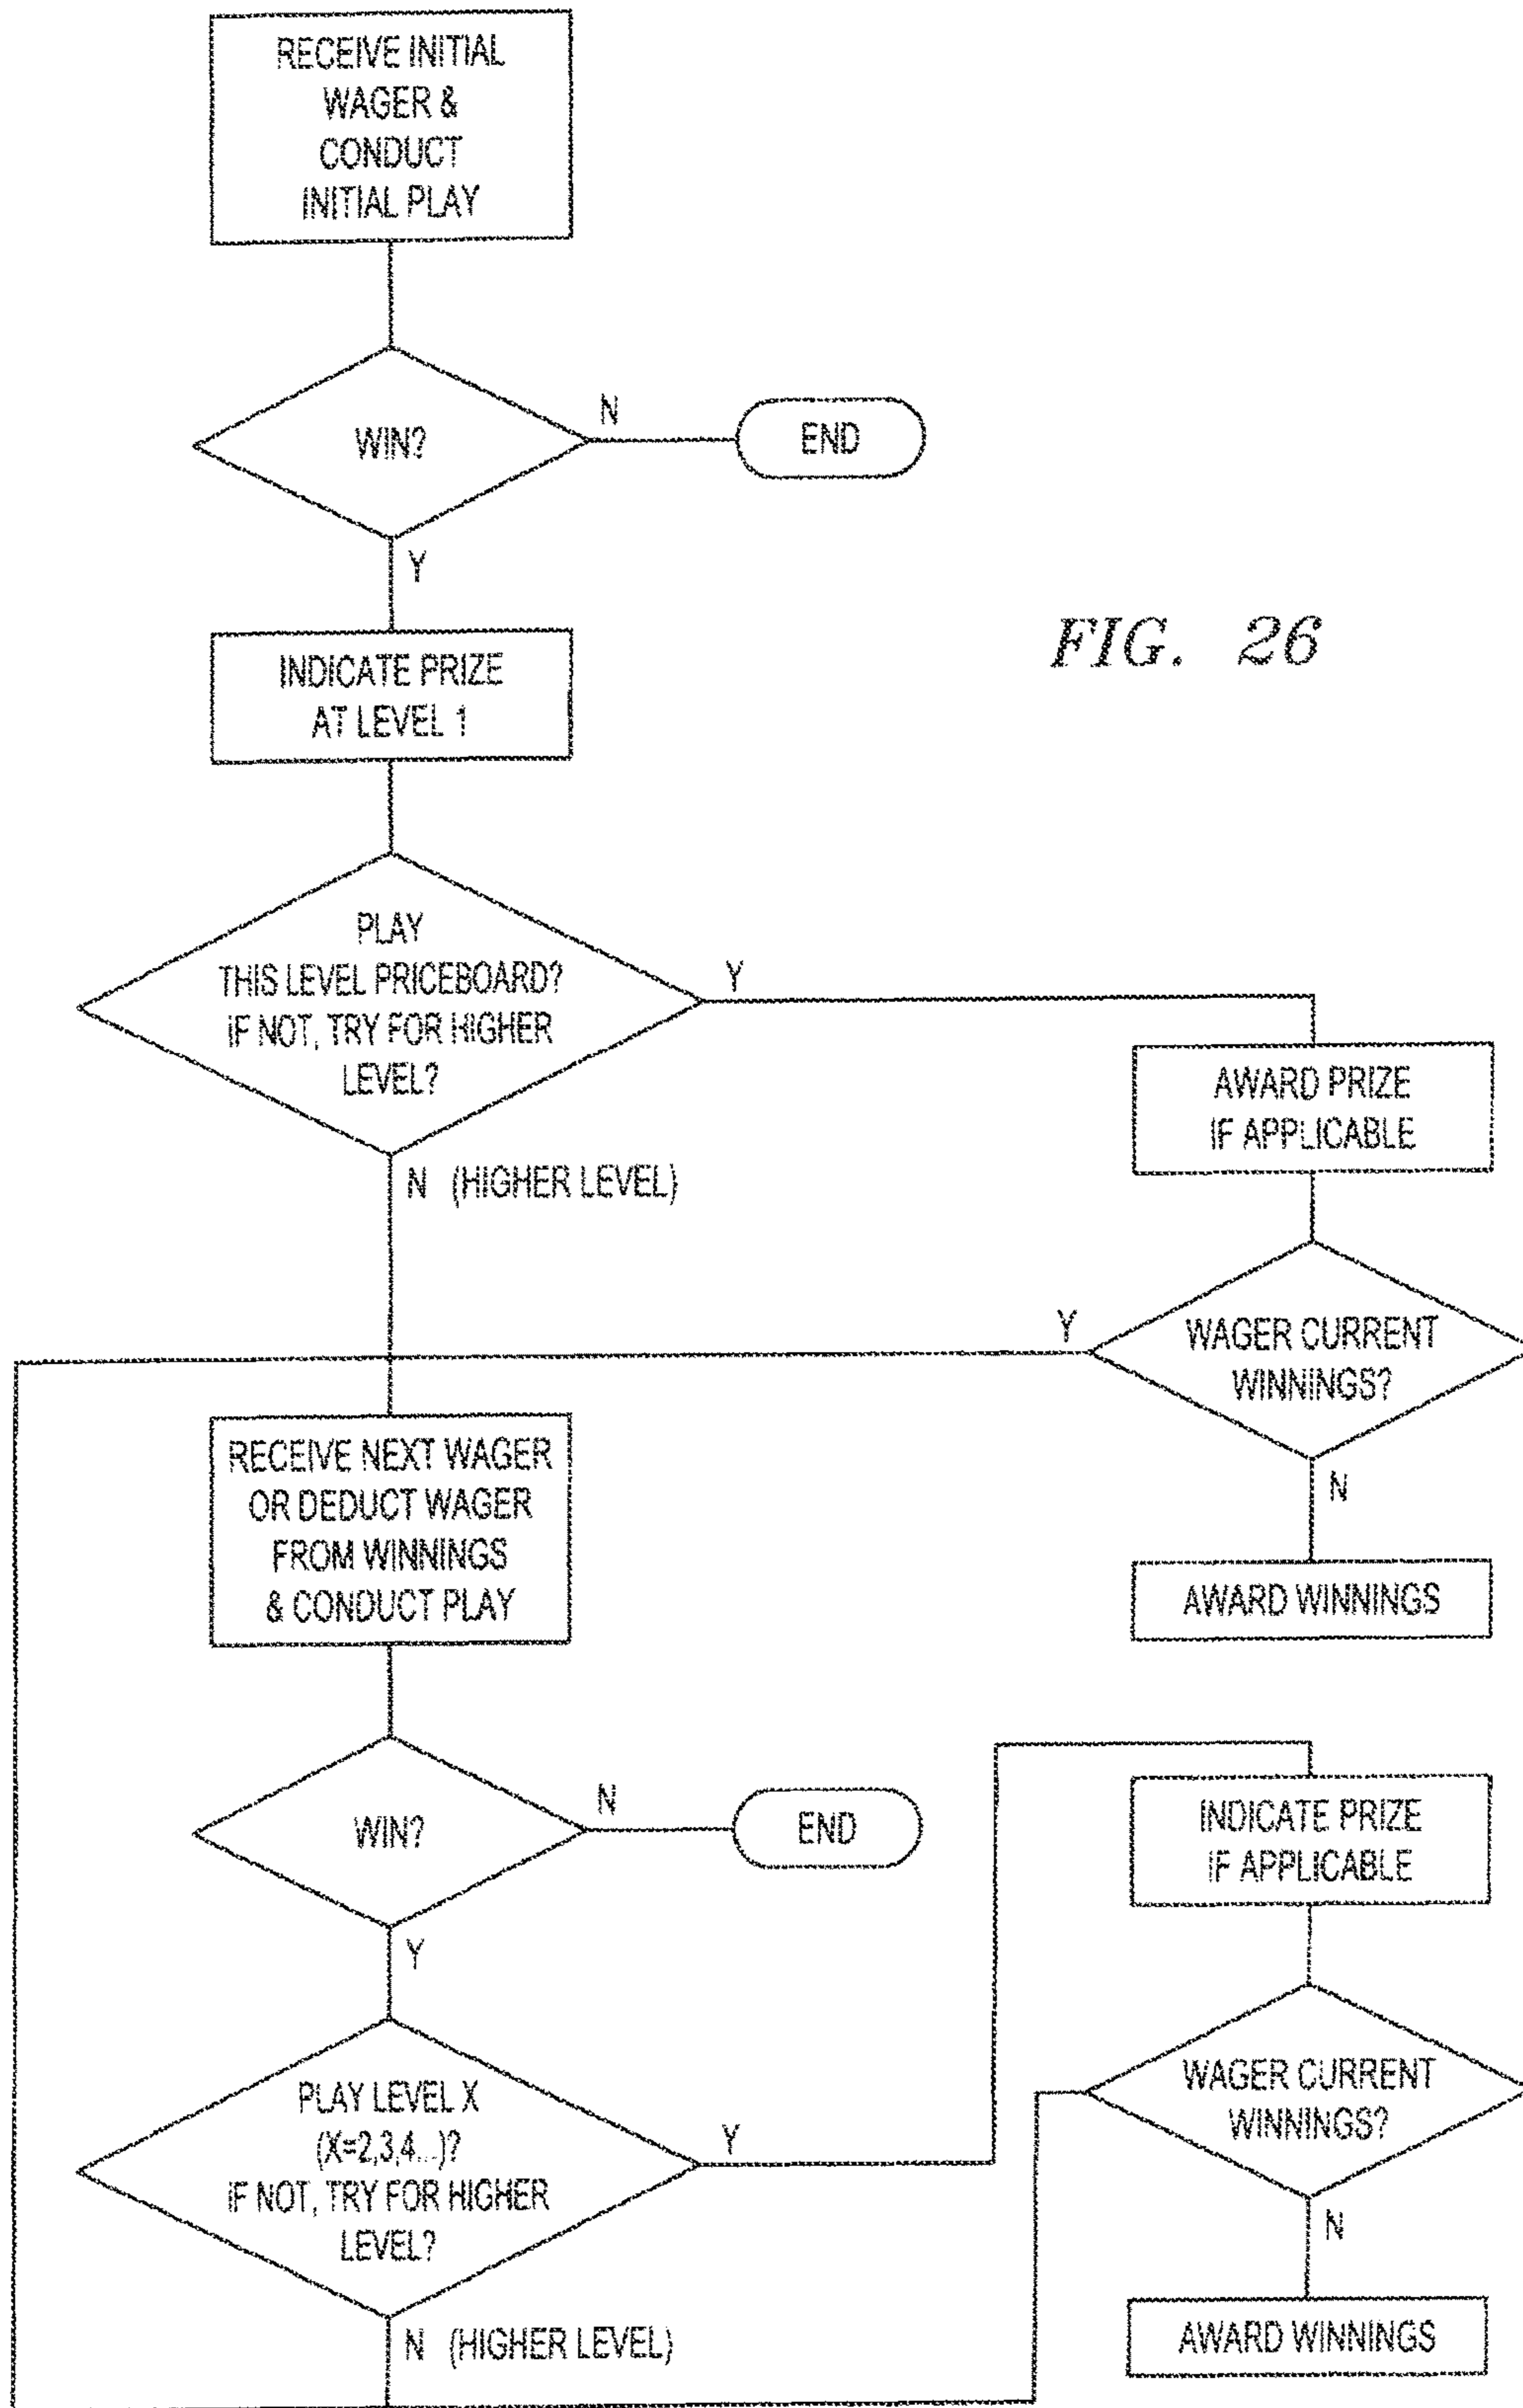 RECEIVE INITIAL
WAGER &
CONDUCT
INITIAL PLAY
WIN?
N
END
Y
FIG. 26
INDICATE PRIZE
AT LEVEL 1
PLAY
THIS LEVEL PRICEBOARD?
IF NOT, TRY FOR HIGHER
LEVEL?
Y
N (HIGHER LEVEL)
AWARD PRIZE
IF APPLICABLE
Y
WAGER CURRENT
WINNINGS?
N
AWARD WINNINGS
RECEIVE NEXT WAGER
OR DEDUCT WAGER
FROM WINNINGS
& CONDUCT PLAY
WIN?
N
END
Y
PLAY LEVEL X
(X=2,3,4...)?
IF NOT, TRY FOR HIGHER
LEVEL?
Y
N (HIGHER LEVEL)
INDICATE PRIZE
IF APPLICABLE
WAGER CURRENT
WINNINGS?
N
AWARD WINNINGS